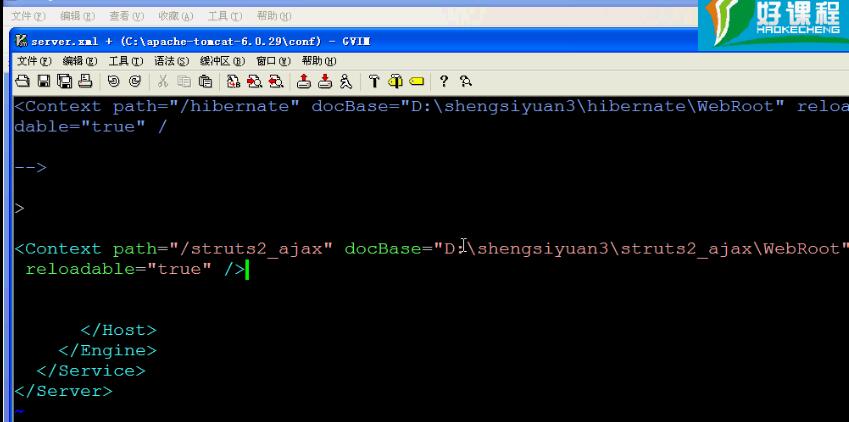 文件(F) 编辑(E) 查看(V) 收藏(A) 工具(T) 帮助(H)
好课程
HAOKECHENG
server.xml + (C:\apache-tomcat-6.0.29\conf) - GVIM
文件(F) 编辑(E) 工具(T) 语法(S) 缓冲区(B) 窗口(W) 帮助(H)
<Context path="/hibernate" docBase="D:\shengsiyuan3\hibernate\WebRoot" reloa
dable="true" /
-->
>
<Context path="/struts2_ajax" docBase="D:\shengsiyuan3\struts2_ajax\WebRoot"
reloadable="true" />
</Host>
</Engine>
</Service>
</Server>
~